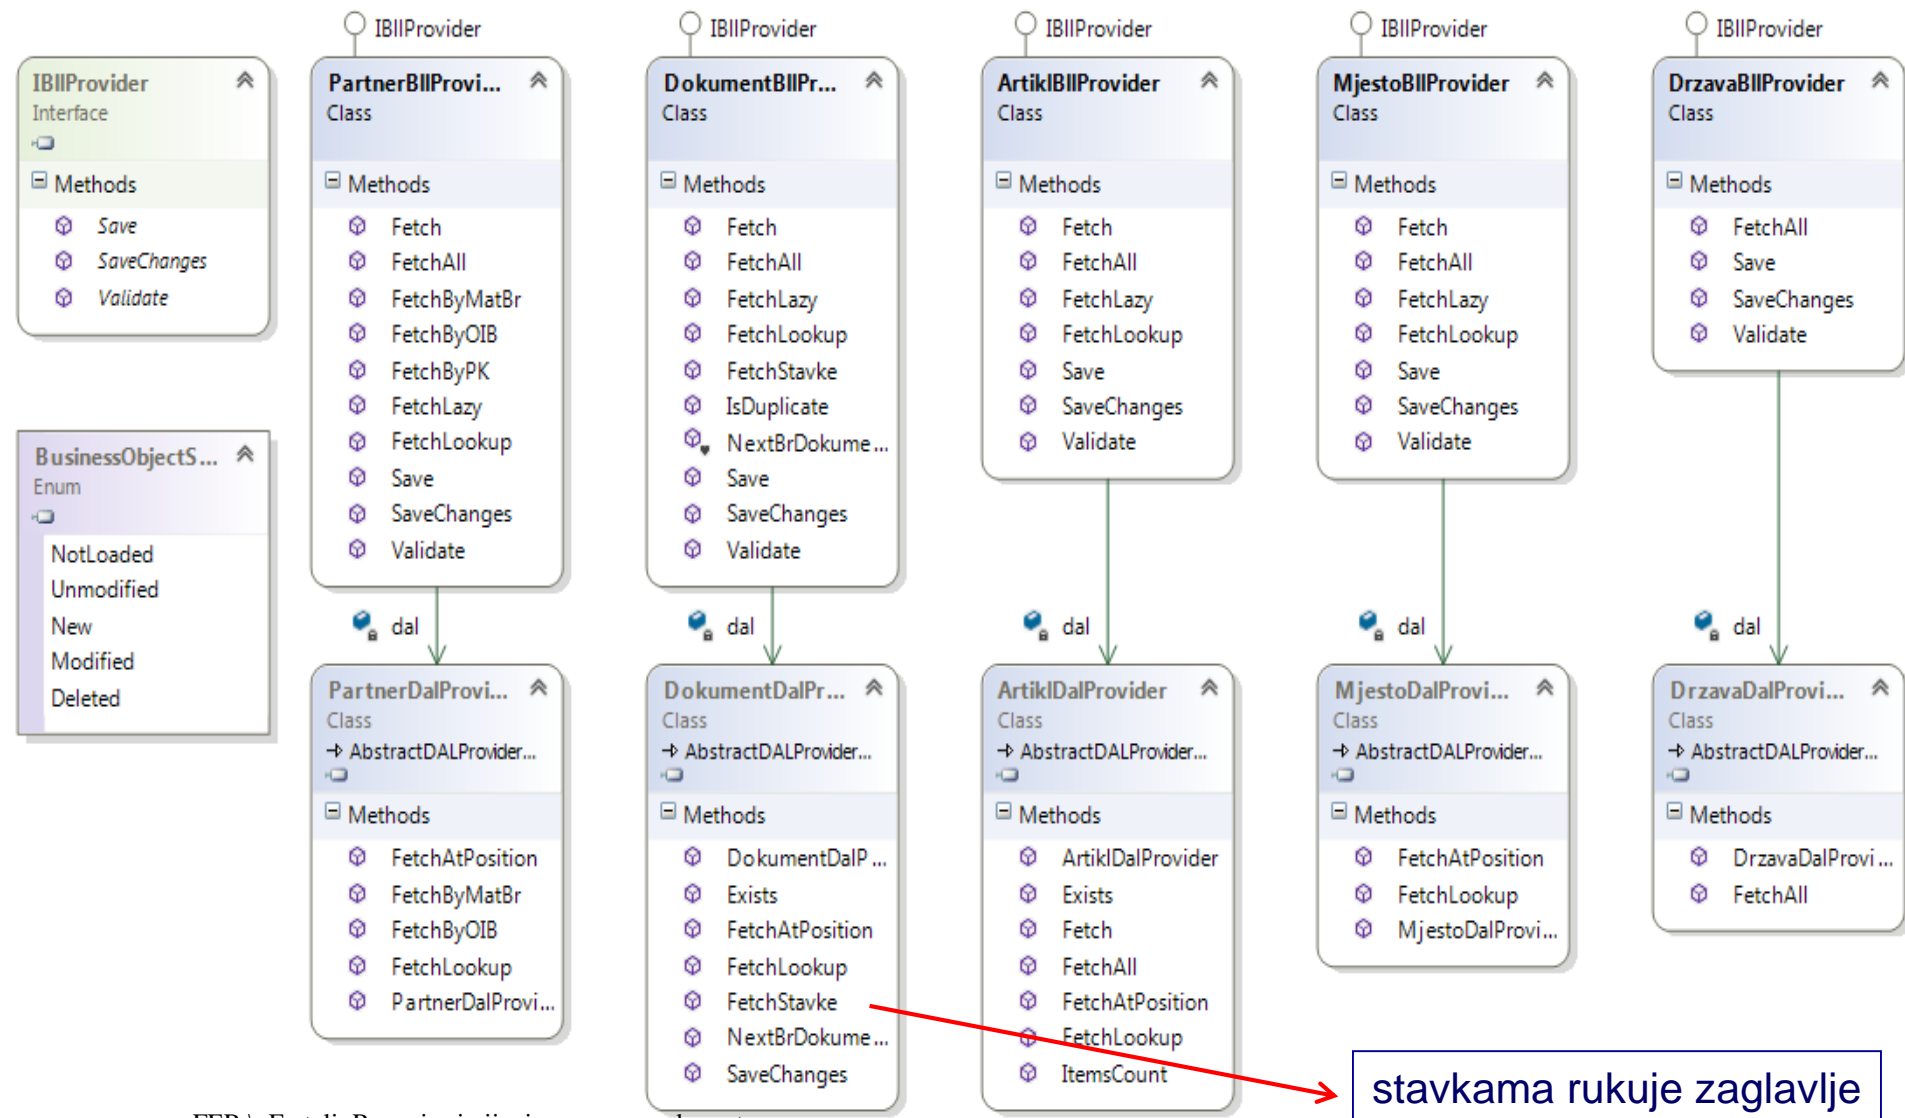 IBllProvider
Interface
Methods
Save
SaveChanges
Validate
BusinessObjectS...
Enum
NotLoaded
Unmodified
New
Modified
Deleted
IBllProvider
PartnerBllProvi...
Class
Methods
Fetch
FetchAll
FetchByMatBr
FetchByOIB
FetchByPK
FetchLazy
FetchLookup
Save
SaveChanges
Validate
dal
PartnerDalProvi...
Class
AbstractDALProvider...
Methods
FetchAtPosition
FetchByMatBr
FetchByOIB
FetchLookup
PartnerDalProvi...
IBllProvider
DokumentBllPr...
Class
Methods
Fetch
FetchAll
FetchLazy
FetchLookup
FetchStavke
IsDuplicate
NextBrDokume...
Save
SaveChanges
Validate
dal
DokumentDalPr...
Class
AbstractDALProvider...
Methods
DokumentDalP...
Exists
FetchAtPosition
FetchLookup
FetchStavke
NextBrDokume...
SaveChanges
IBllProvider
ArtiklBllProvider
Class
Methods
Fetch
FetchAll
FetchLazy
FetchLookup
Save
SaveChanges
Validate
dal
ArtiklDalProvider
Class
AbstractDALProvider...
Methods
ArtiklDalProvider
Exists
Fetch
FetchAll
FetchAtPosition
FetchLookup
ItemsCount
IBllProvider
MjestoBllProvider
Class
Methods
Fetch
FetchAll
FetchLazy
FetchLookup
Save
SaveChanges
Validate
dal
MjestoDalProvi...
Class
AbstractDALProvider...
Methods
FetchAtPosition
FetchLookup
MjestoDalProvi...
IBllProvider
DrzavaBllProvider
Class
Methods
FetchAll
Save
SaveChanges
Validate
dal
DrzavaDalProvi...
Class
AbstractDALProvider...
Methods
DrzavaDalProvi...
FetchAll
stavkama rukuje zaglavlje